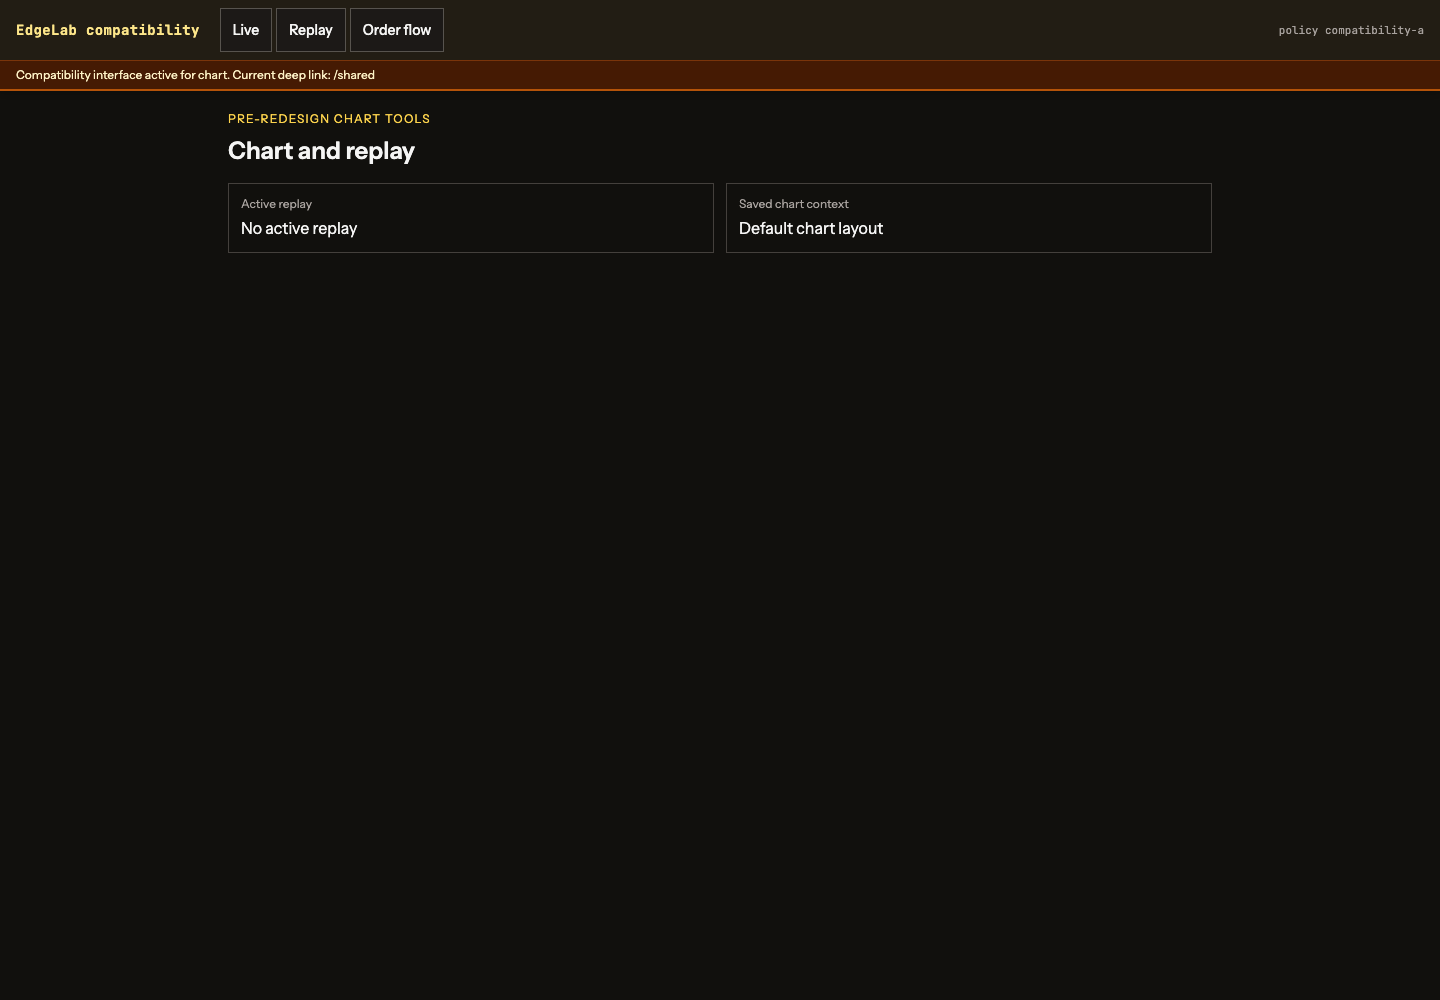 EdgeLab compatibility
Live
Replay
Order flow
policy compatibility-a
Compatibility interface active for chart. Current deep link: /shared
PRE-REDESIGN CHART TOOLS
Chart and replay
Active replay
No active replay
Saved chart context
Default chart layout